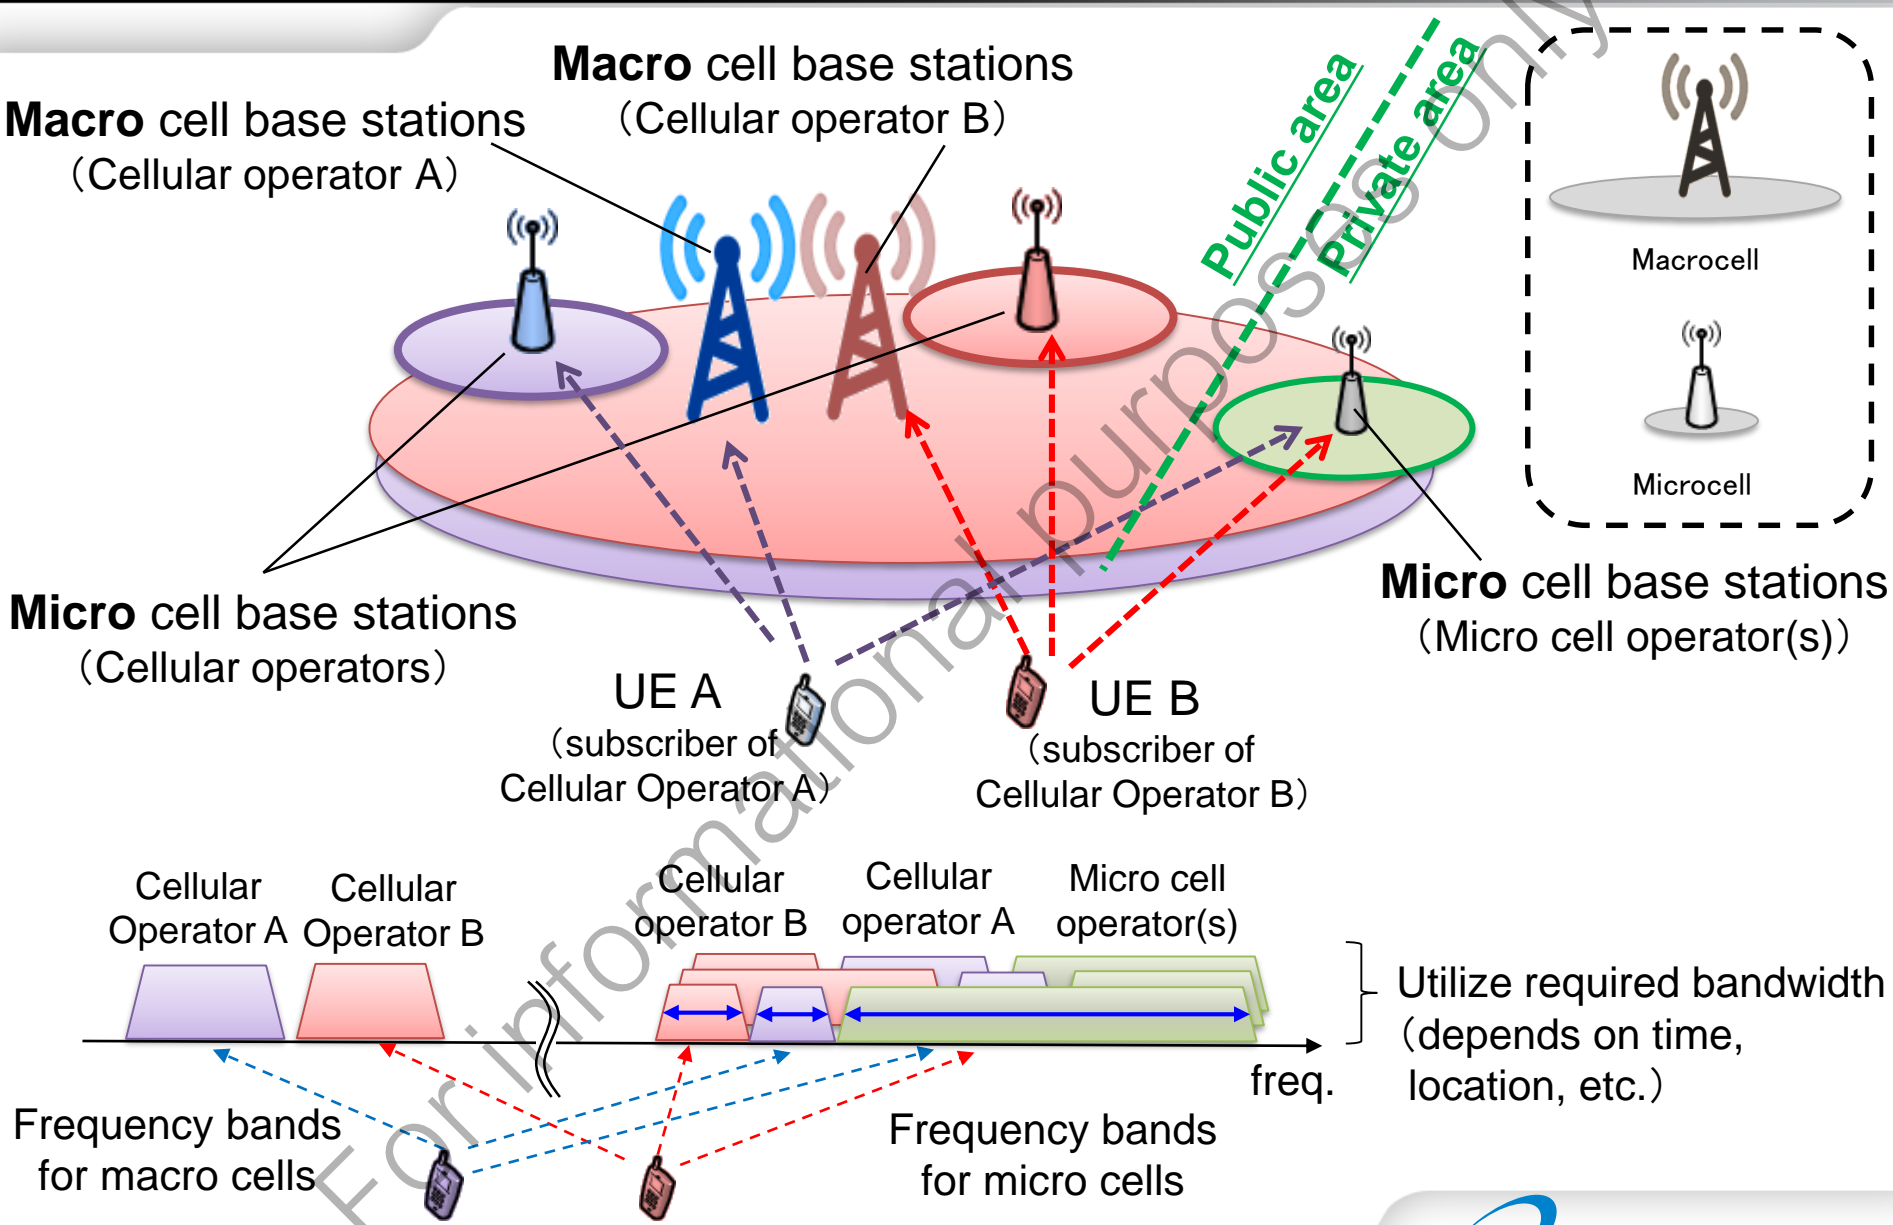 Macro cell base stations
（Cellular operator B）
Macro cell base stations
（Cellular operator A）
Public area
Private area
Macrocell
Microcell
Micro cell base stations
（Cellular operators）
Micro cell base stations
（Micro cell operator(s)）
UE A
（subscriber of
Cellular Operator A）
UE B
（subscriber of
Cellular Operator B）
Cellular
Operator A
Cellular
Operator B
Cellular
operator B
Cellular
operator A
Micro cell
operator(s)
Utilize required bandwidth
（depends on time,
location, etc.）
freq.
Frequency bands
for macro cells
Frequency bands
for micro cells
For informational purposes only